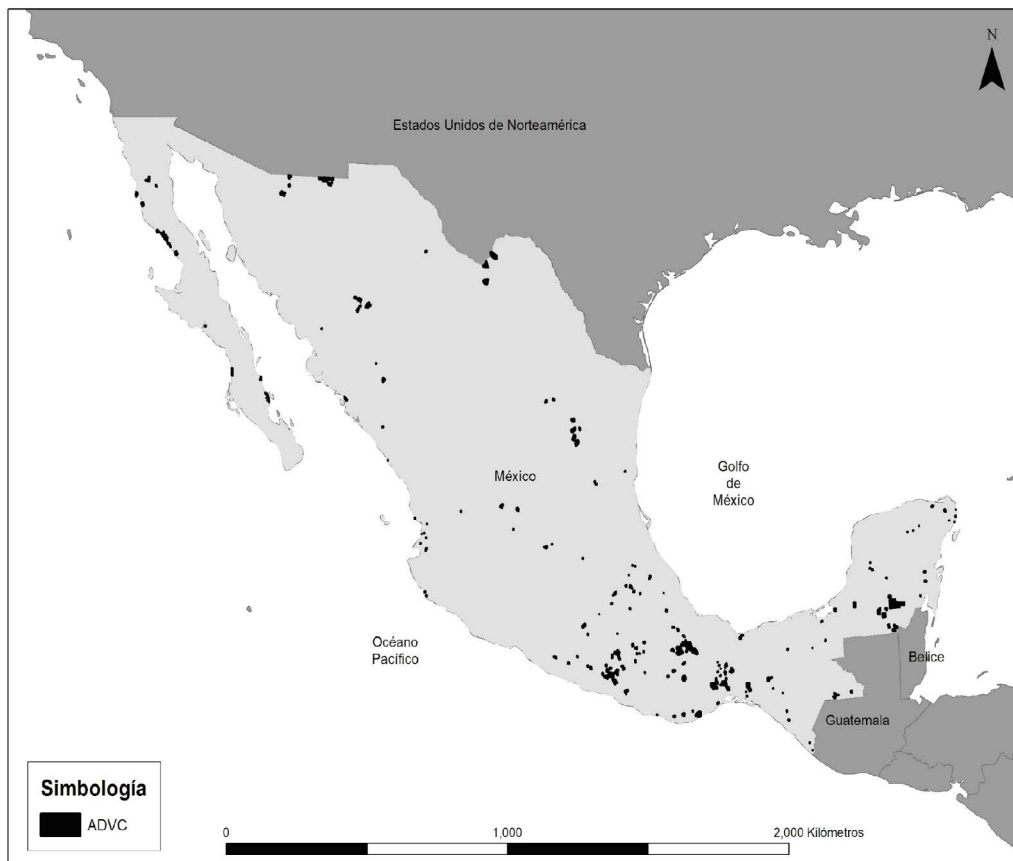 N
Estados Unidos de Norteamérica
México
Golfo
de
México
Océano
Pacífico
Belice
Guatemala
Simbología
ADVC
0 1,000 2,000 Kilómetros